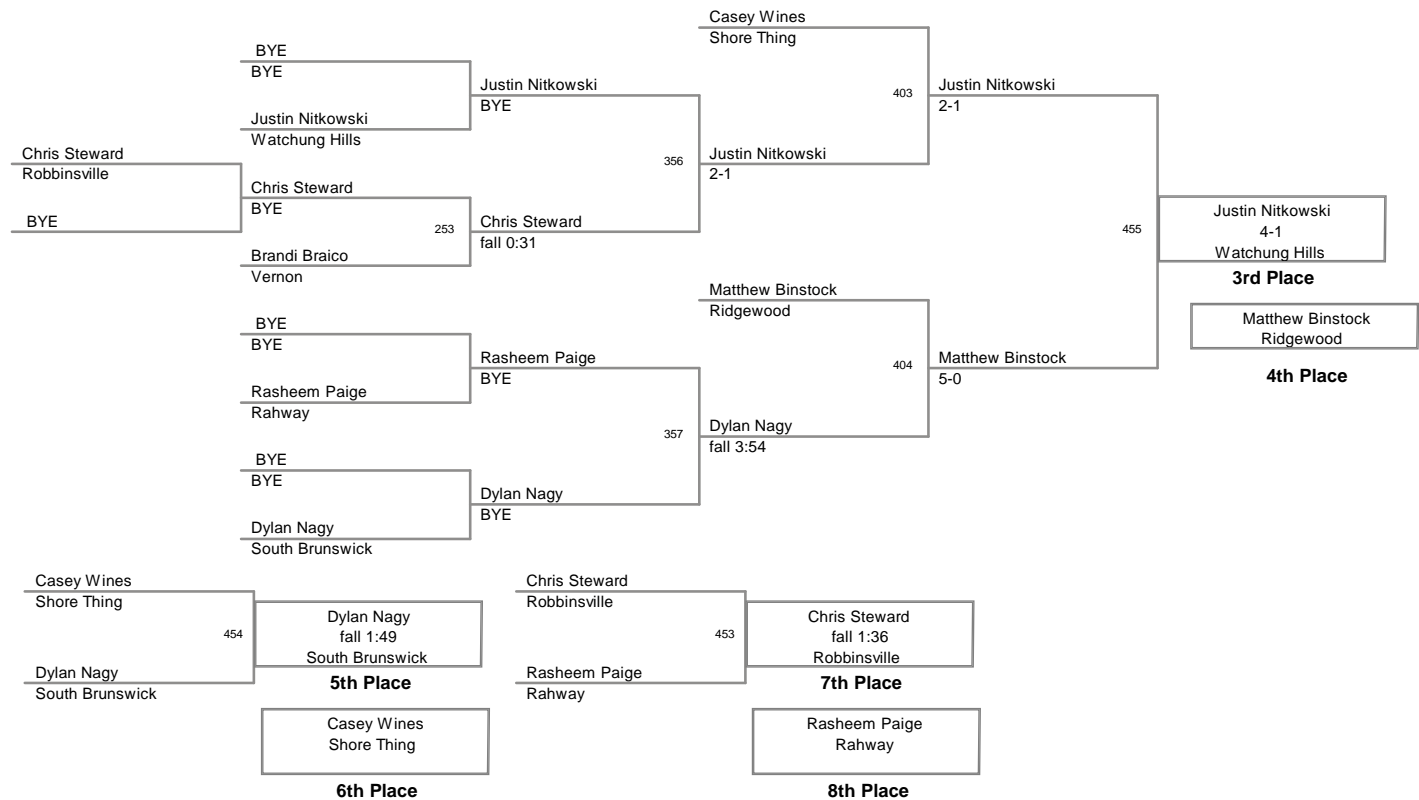 Casey Wines
Shore Thing
BYE
BYE
Justin Nitkowski
BYE
403
Justin Nitkowski
2-1
Justin Nitkowski
Watchung Hills
Chris Steward
Robbinsville
356
Justin Nitkowski
2-1
Chris Steward
BYE
BYE
253
Chris Steward
fall 0:31
455
Justin Nitkowski
4-1
Watchung Hills
3rd Place
Brandi Braico
Vernon
Matthew Binstock
Ridgewood
Matthew Binstock
Ridgewood
4th Place
BYE
BYE
Rasheem Paige
BYE
404
Matthew Binstock
5-0
Rasheem Paige
Rahway
357
Dylan Nagy
fall 3:54
BYE
BYE
Dylan Nagy
BYE
Dylan Nagy
South Brunswick
Casey Wines
Shore Thing
454
Dylan Nagy
fall 1:49
South Brunswick
5th Place
Dylan Nagy
South Brunswick
Casey Wines
Shore Thing
6th Place
Chris Steward
Robbinsville
453
Chris Steward
fall 1:36
Robbinsville
7th Place
Rasheem Paige
Rahway
Rasheem Paige
Rahway
8th Place